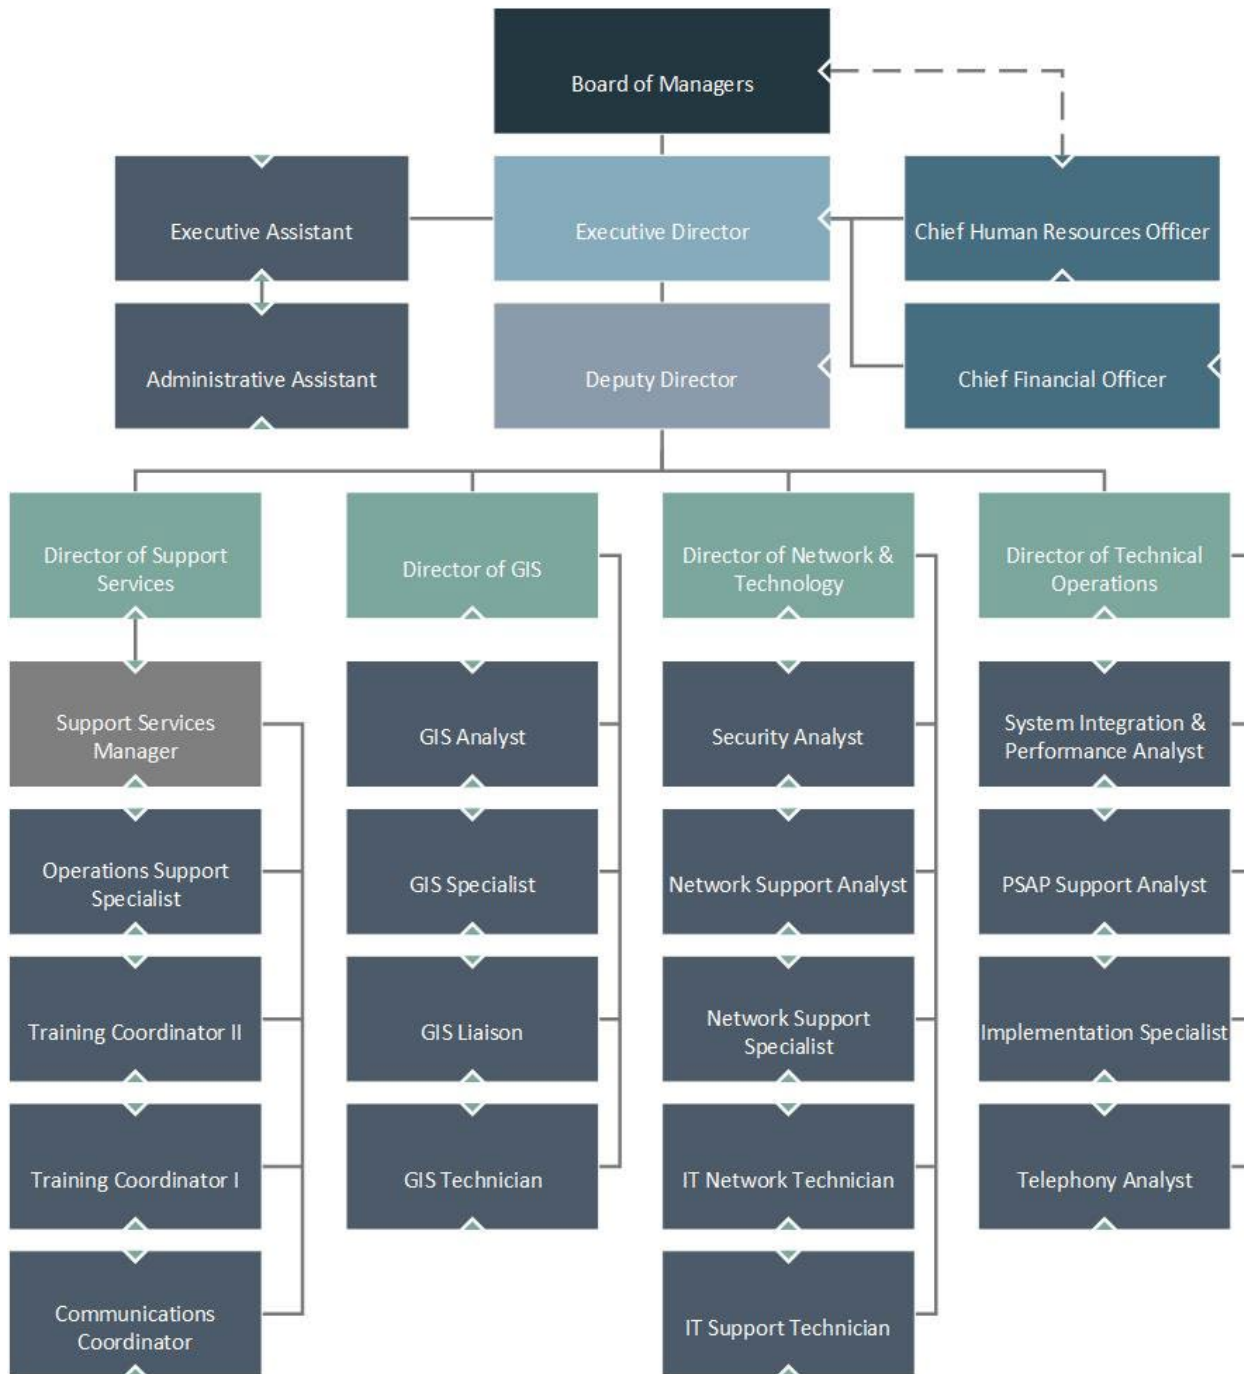 Board of Managers
Executive Assistant
Executive Director
Chief Human Resources Officer
Administrative Assistant
Deputy Director
Chief Financial Officer
Director of Support
Services
Director of GIS
Director of Network &
Technology
Director of Technical
Operations
Support Services
Manager
GIS Analyst
Security Analyst
System Integration &
Performance Analyst
Operations Support
Specialist
GIS Specialist
Network Support Analyst
PSAP Support Analyst
Training Coordinator II
GIS Liaison
Network Support
Specialist
Implementation Specialist
Training Coordinator I
GIS Technician
IT Network Technician
Telephony Analyst
Communications
Coordinator
IT Support Technician